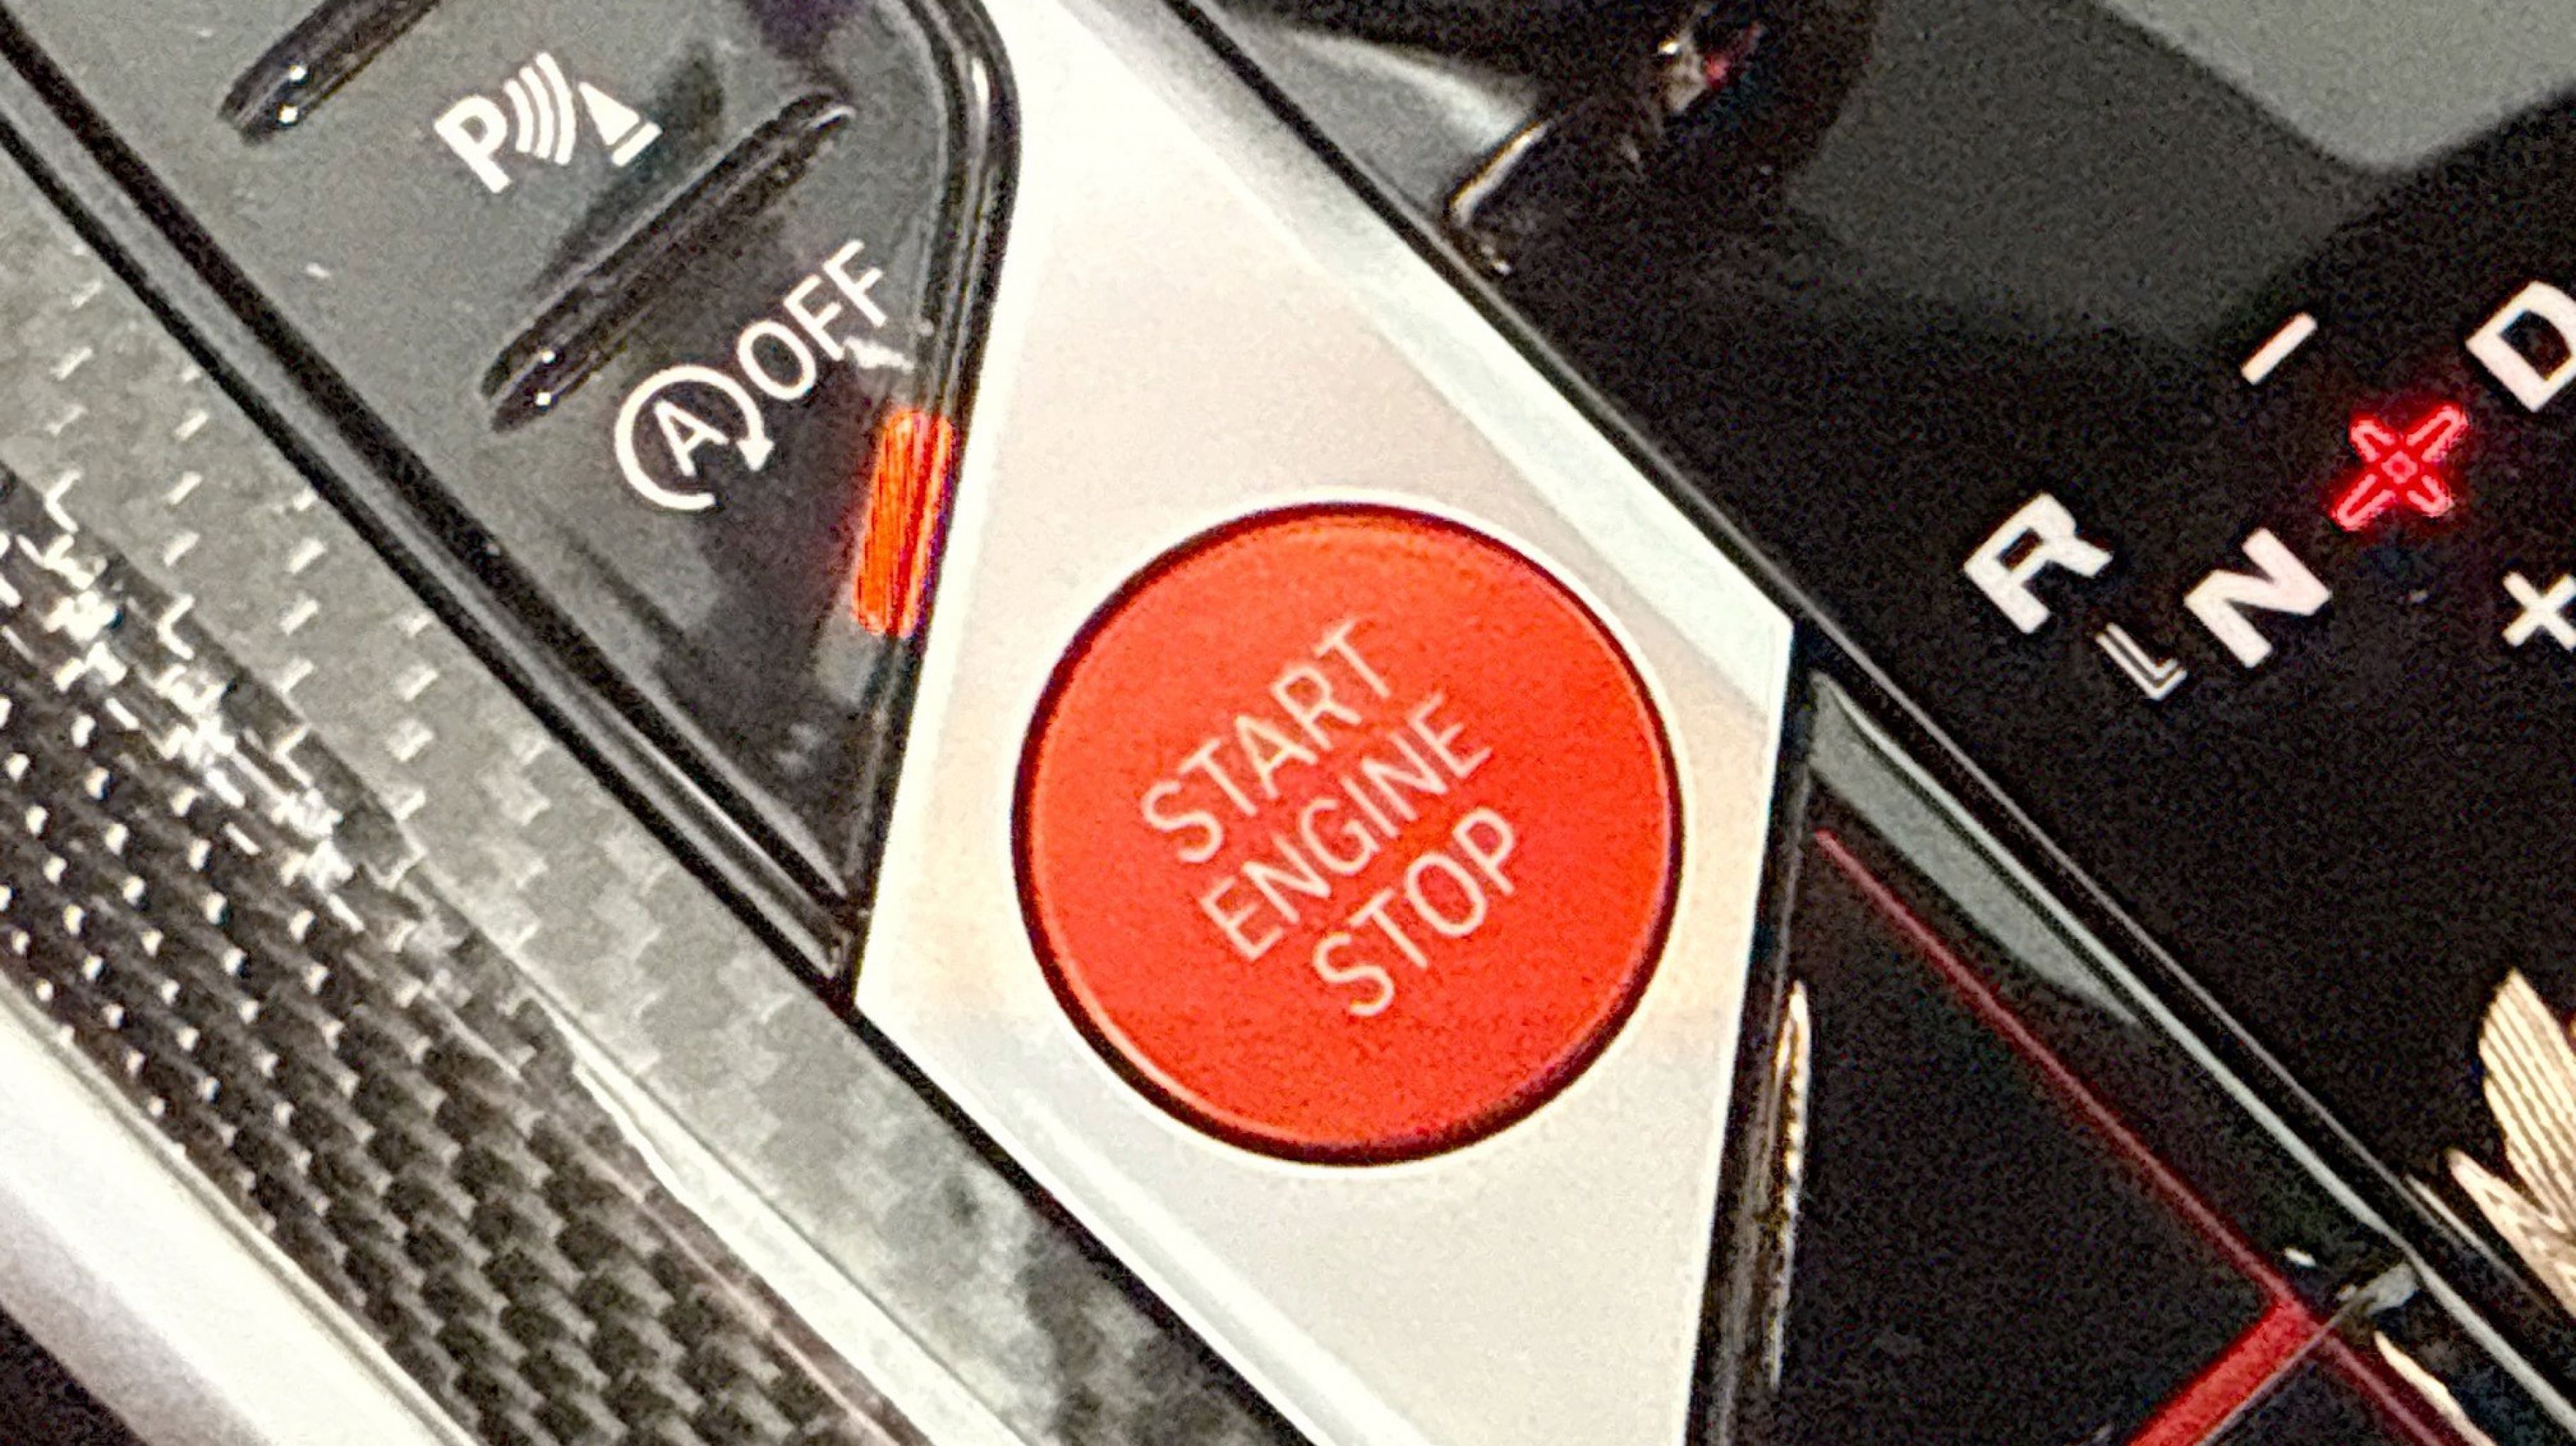 P
A OFF
START
ENGINE
STOP
- D
R N +